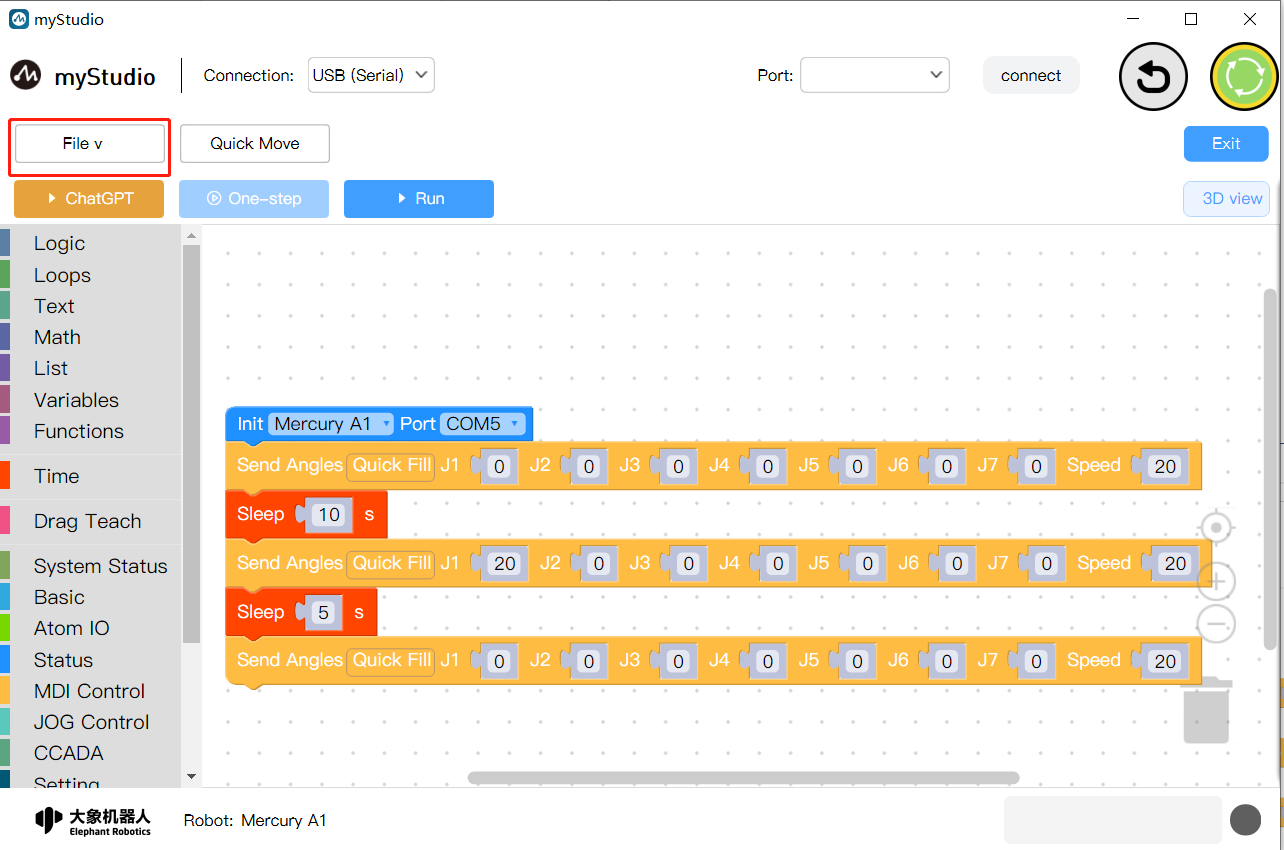 myStudio
myStudio Connection: USB (Serial) Port: connect
File v Quick Move Exit
ChatGPT One-step Run 3D view
Logic
Loops
Text
Math
List
Variables
Functions
Time
Drag Teach
System Status
Basic
Atom IO
Status
MDI Control
JOG Control
CCADA
Setting
Init Mercury A1 Port COM5
Send Angles Quick Fill J1 0 J2 0 J3 0 J4 0 J5 0 J6 0 J7 0 Speed 20
Sleep 10 s
Send Angles Quick Fill J1 20 J2 0 J3 0 J4 0 J5 0 J6 0 J7 0 Speed 20
Sleep 5 s
Send Angles Quick Fill J1 0 J2 0 J3 0 J4 0 J5 0 J6 0 J7 0 Speed 20
大象机器人
Elephant Robotics
Robot: Mercury A1